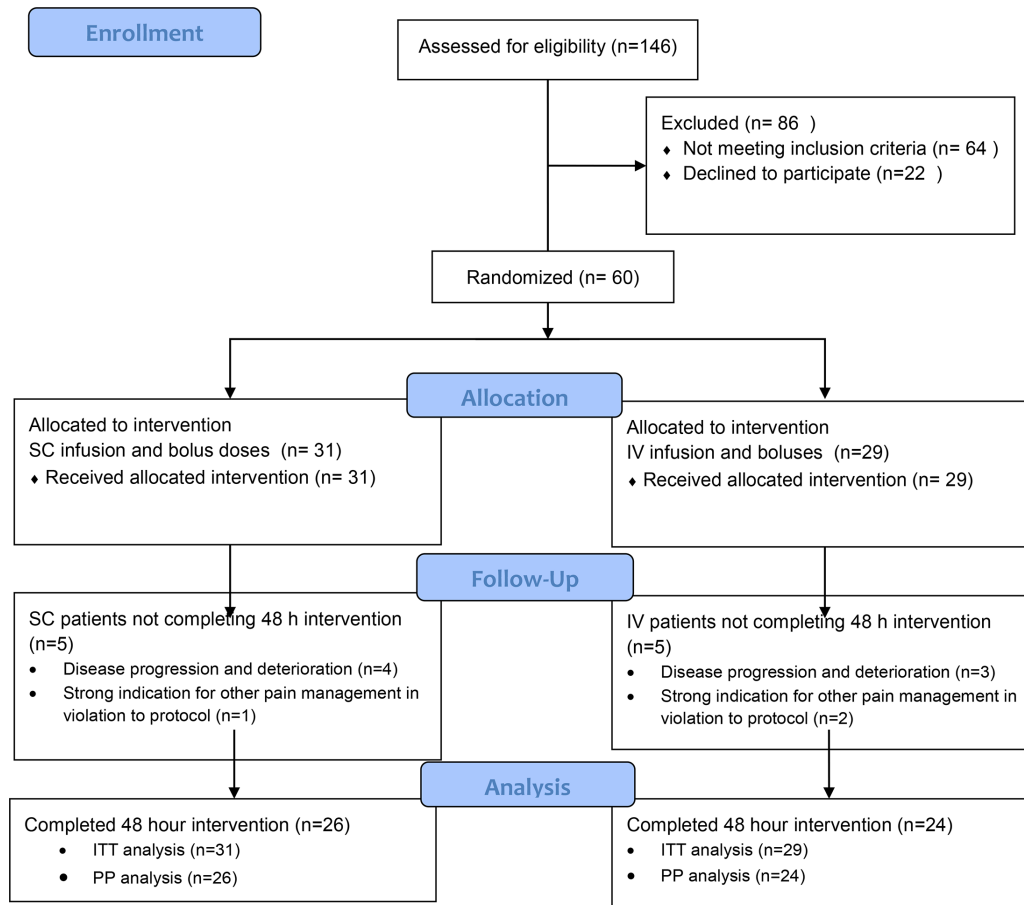 Enrollment
Assessed for eligibility (n=146)
Excluded (n= 86  )
♦ Not meeting inclusion criteria (n= 64 )
♦ Declined to participate (n=22  )
Randomized (n= 60)
Allocation
Allocated to intervention
SC infusion and bolus doses  (n= 31)
♦ Received allocated intervention (n= 31)
Allocated to intervention
IV infusion and boluses  (n=29)
♦ Received allocated intervention (n= 29)
Follow-Up
SC patients not completing 48 h intervention
(n=5)
• Disease progression and deterioration (n=4)
• Strong indication for other pain management in
violation to protocol (n=1)
IV patients not completing 48 h intervention
(n=5)
• Disease progression and deterioration (n=3)
• Strong indication for other pain management in
violation to protocol (n=2)
Analysis
Completed 48 hour intervention (n=26)
• ITT analysis (n=31)
• PP analysis (n=26)
Completed 48 hour intervention (n=24)
• ITT analysis (n=29)
• PP analysis (n=24)